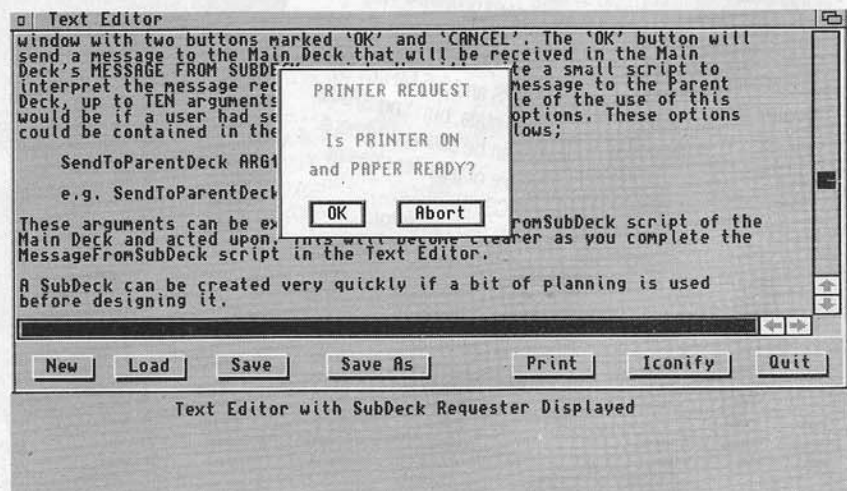 Text Editor
window with two buttons marked 'OK' and 'CANCEL'. The 'OK' button will
send a message to the Main Deck that will be received in the Main
Deck's MESSAGE FROM te a small script to
interpret the message message to the Parent
Deck, up to TEN arguments le of the use of this
would be if a user had se options. These options
could be contained in the lows;
SendToParentDeck ARG1
e.g. SendToParentDeck
These arguments can be ex romSubDeck script of the
Main Deck and acted upon. This will become clearer as you complete the
MessageFromSubDeck script in the Text Editor.
A SubDeck can be created very quickly if a bit of planning is used
before designing it.
PRINTER REQUEST
Is PRINTER ON
and PAPER READY?
OK Abort
New Load Save Save As Print Iconify Quit
Text Editor with SubDeck Requester Displayed